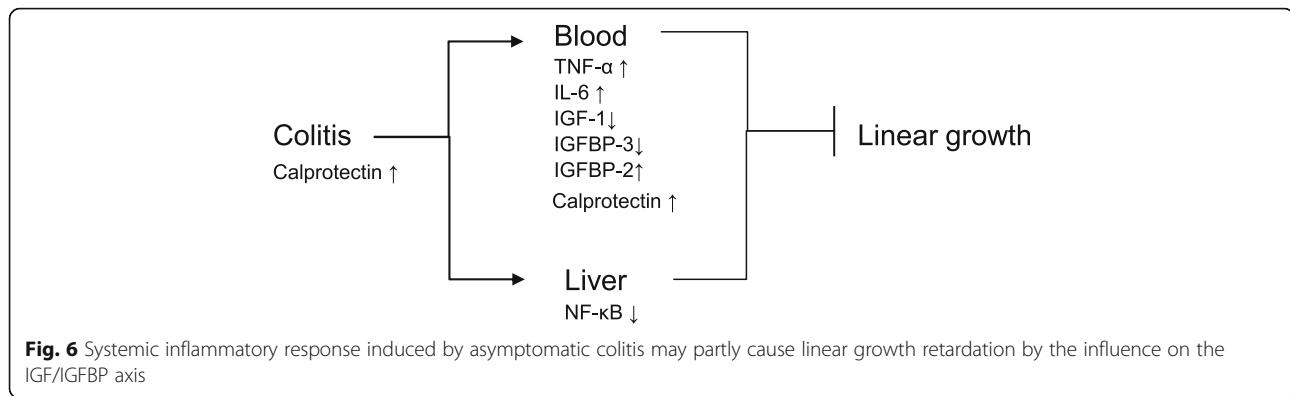 Colitis
Calprotectin ↑
Blood
TNF-α ↑
IL-6 ↑
IGF-1↓
IGFBP-3↓
IGFBP-2↑
Calprotectin ↑
Liver
NF-κB ↓
Linear growth
Fig. 6 Systemic inflammatory response induced by asymptomatic colitis may partly cause linear growth retardation by the influence on the
IGF/IGFBP axis